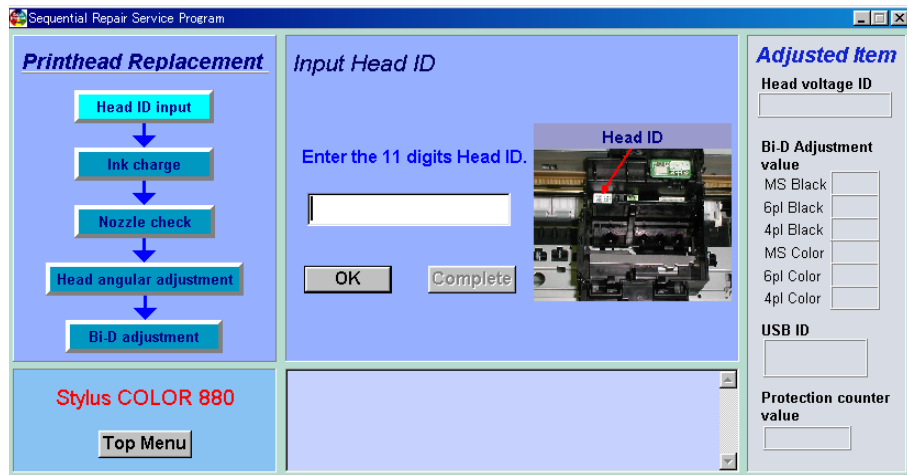 Sequential Repair Service Program
Printhead Replacement
Head ID input
Ink charge
Nozzle check
Head angular adjustment
Bi-D adjustment
Input Head ID
Enter the 11 digits Head ID.
Head ID
OK
Complete
Stylus COLOR 880
Top Menu
Adjusted Item
Head voltage ID
Bi-D Adjustment
value
MS Black
6pl Black
4pl Black
MS Color
6pl Color
4pl Color
USB ID
Protection counter
value